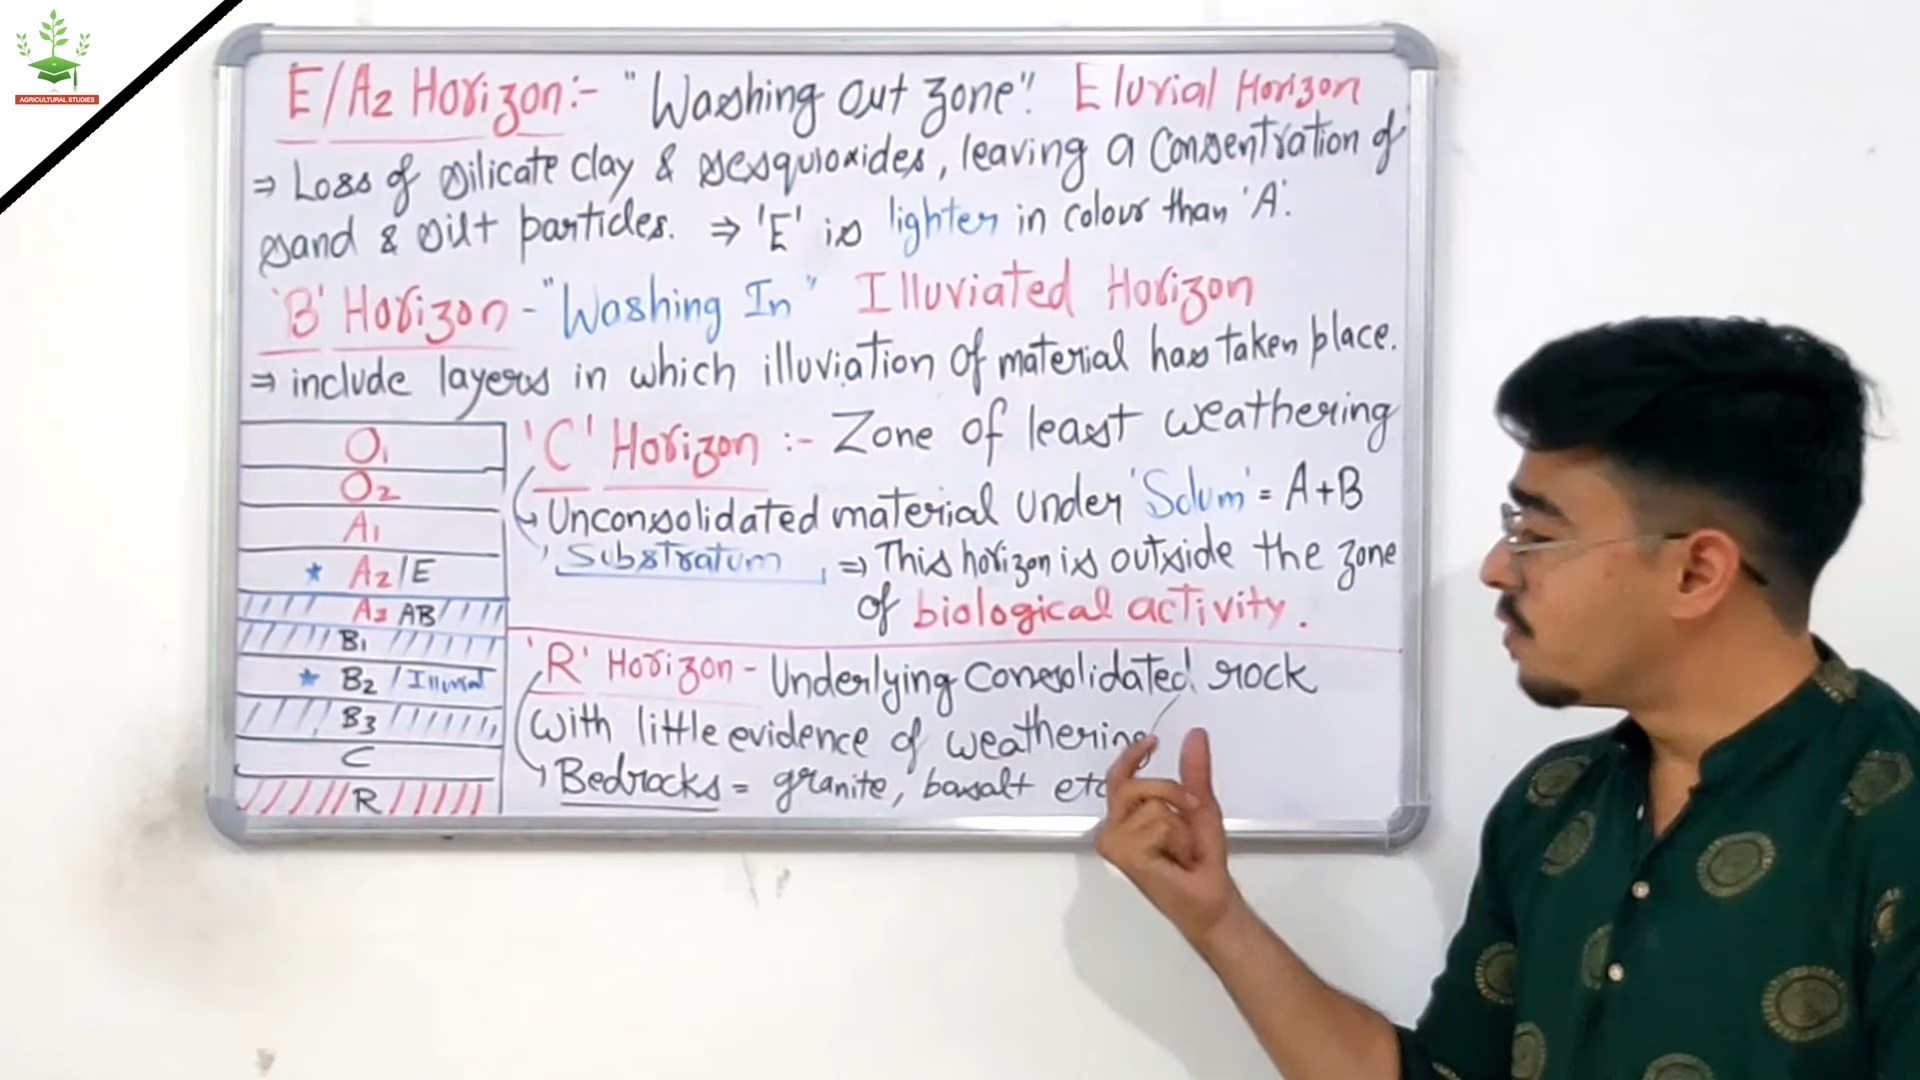 AGRICULTURAL STUDIES
E/A2 Horizon:- "Washing out zone". Eluvial Horizon
⇒ Loss of silicate clay & sesquioxides, leaving a Consentration of
sand & silt particles. ⇒ 'E' is lighter in colour than 'A'.
'B' Horizon - "Washing In" Illuviated Horizon
⇒ include layers in which illuviation of material has taken place.
O1
O2
A1
★ A2/E
A3 AB
B1
★ B2 / Illuvial
B3
C
R
'C' Horizon :- Zone of least weathering
Unconsolidated material under 'Solum' = A+B
Substratum ⇒ This horizon is outside the zone
of biological activity.
'R' Horizon - Underlying Consolidated rock
with little evidence of weathering
Bedrocks = granite, basalt etc